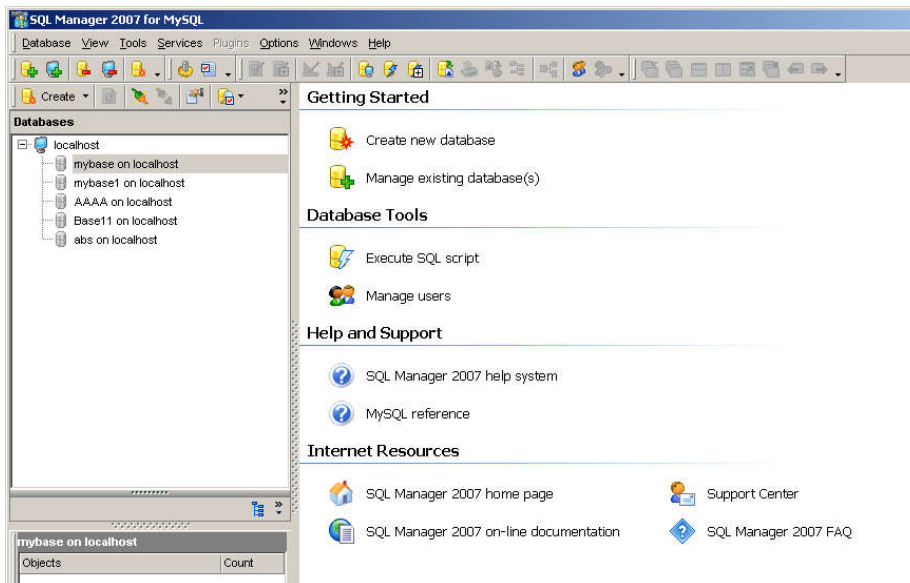 SQL Manager 2007 for MySQL
Database View Tools Services Plugins Options Windows Help
Create
Databases
localhost
mybase on localhost
mybase1 on localhost
AAAA on localhost
Base11 on localhost
abs on localhost
mybase on localhost
Objects Count
Getting Started
Create new database
Manage existing database(s)
Database Tools
Execute SQL script
Manage users
Help and Support
SQL Manager 2007 help system
MySQL reference
Internet Resources
SQL Manager 2007 home page
Support Center
SQL Manager 2007 on-line documentation
SQL Manager 2007 FAQ